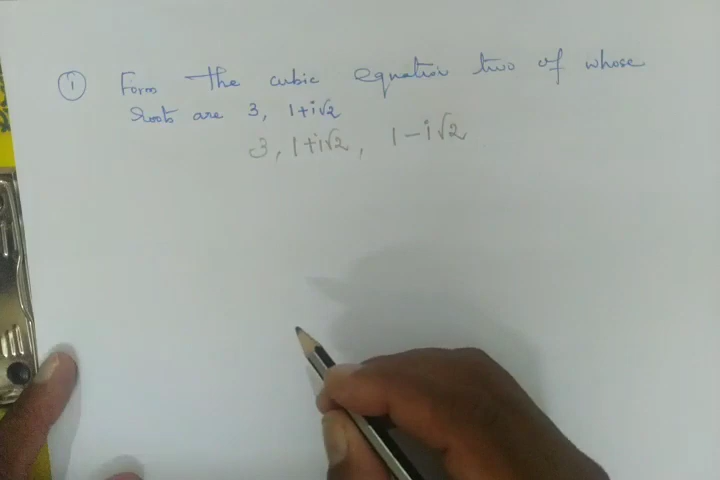 ① Form the cubic equation two of whose
roots are 3, 1+i√2
3, 1+i√2, 1-i√2